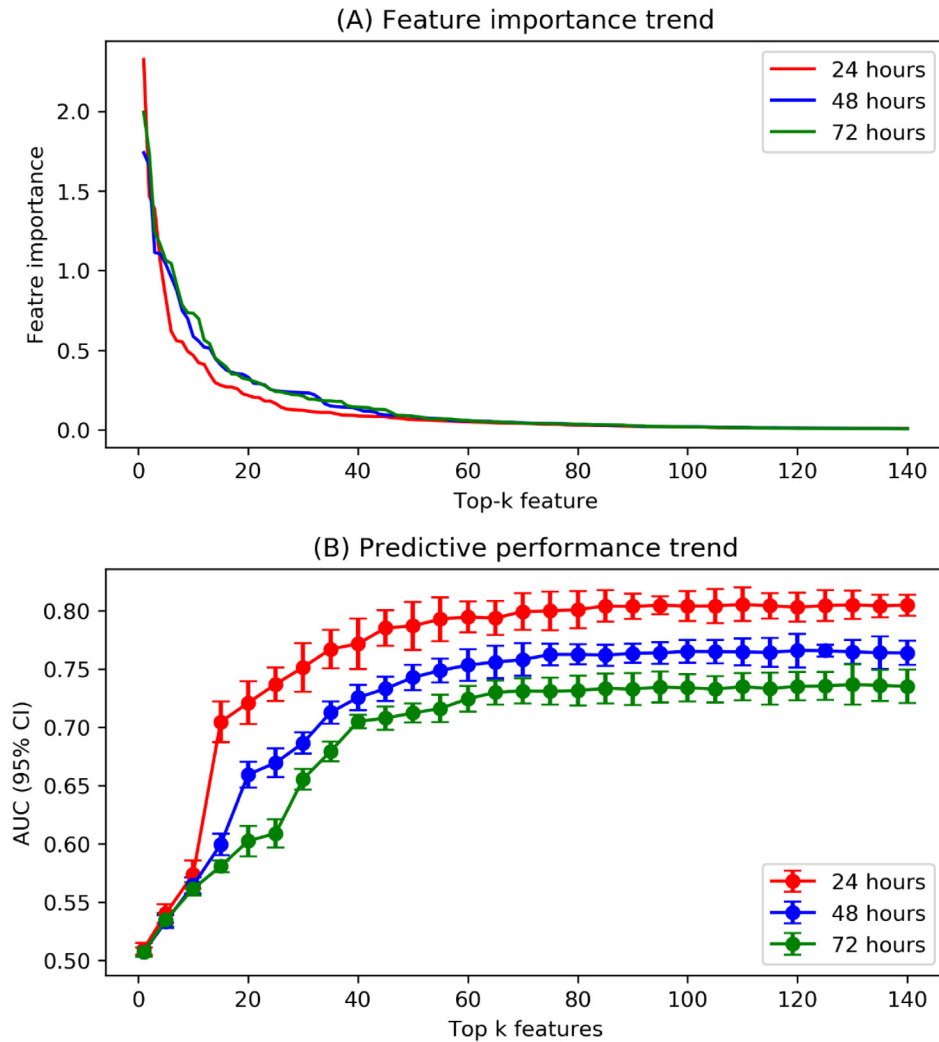 (A) Feature importance trend
2.0
1.5
1.0
0.5
0.0
Featre importance
24 hours
48 hours
72 hours
0 20 40 60 80 100 120 140
Top-k feature
(B) Predictive performance trend
0.80
0.75
0.70
0.65
0.60
0.55
0.50
AUC (95% CI)
24 hours
48 hours
72 hours
0 20 40 60 80 100 120 140
Top k features